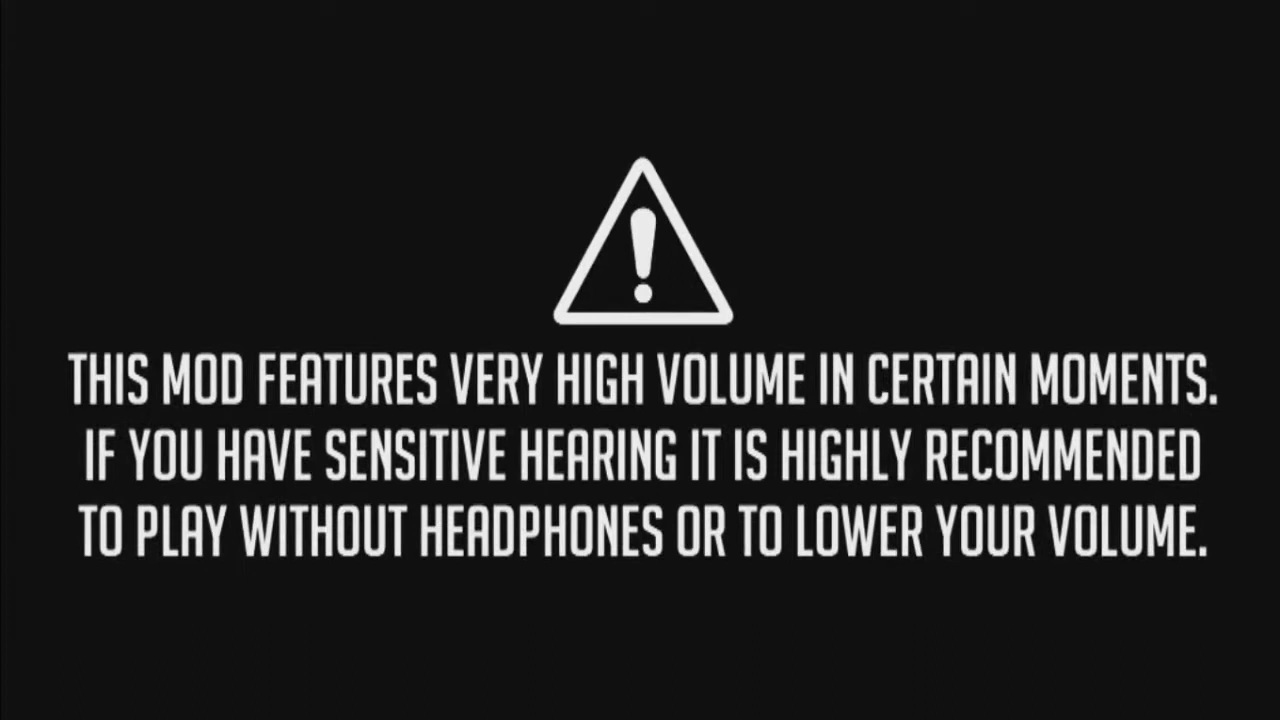 THIS MOD FEATURES VERY HIGH VOLUME IN CERTAIN MOMENTS.
IF YOU HAVE SENSITIVE HEARING IT IS HIGHLY RECOMMENDED
TO PLAY WITHOUT HEADPHONES OR TO LOWER YOUR VOLUME.